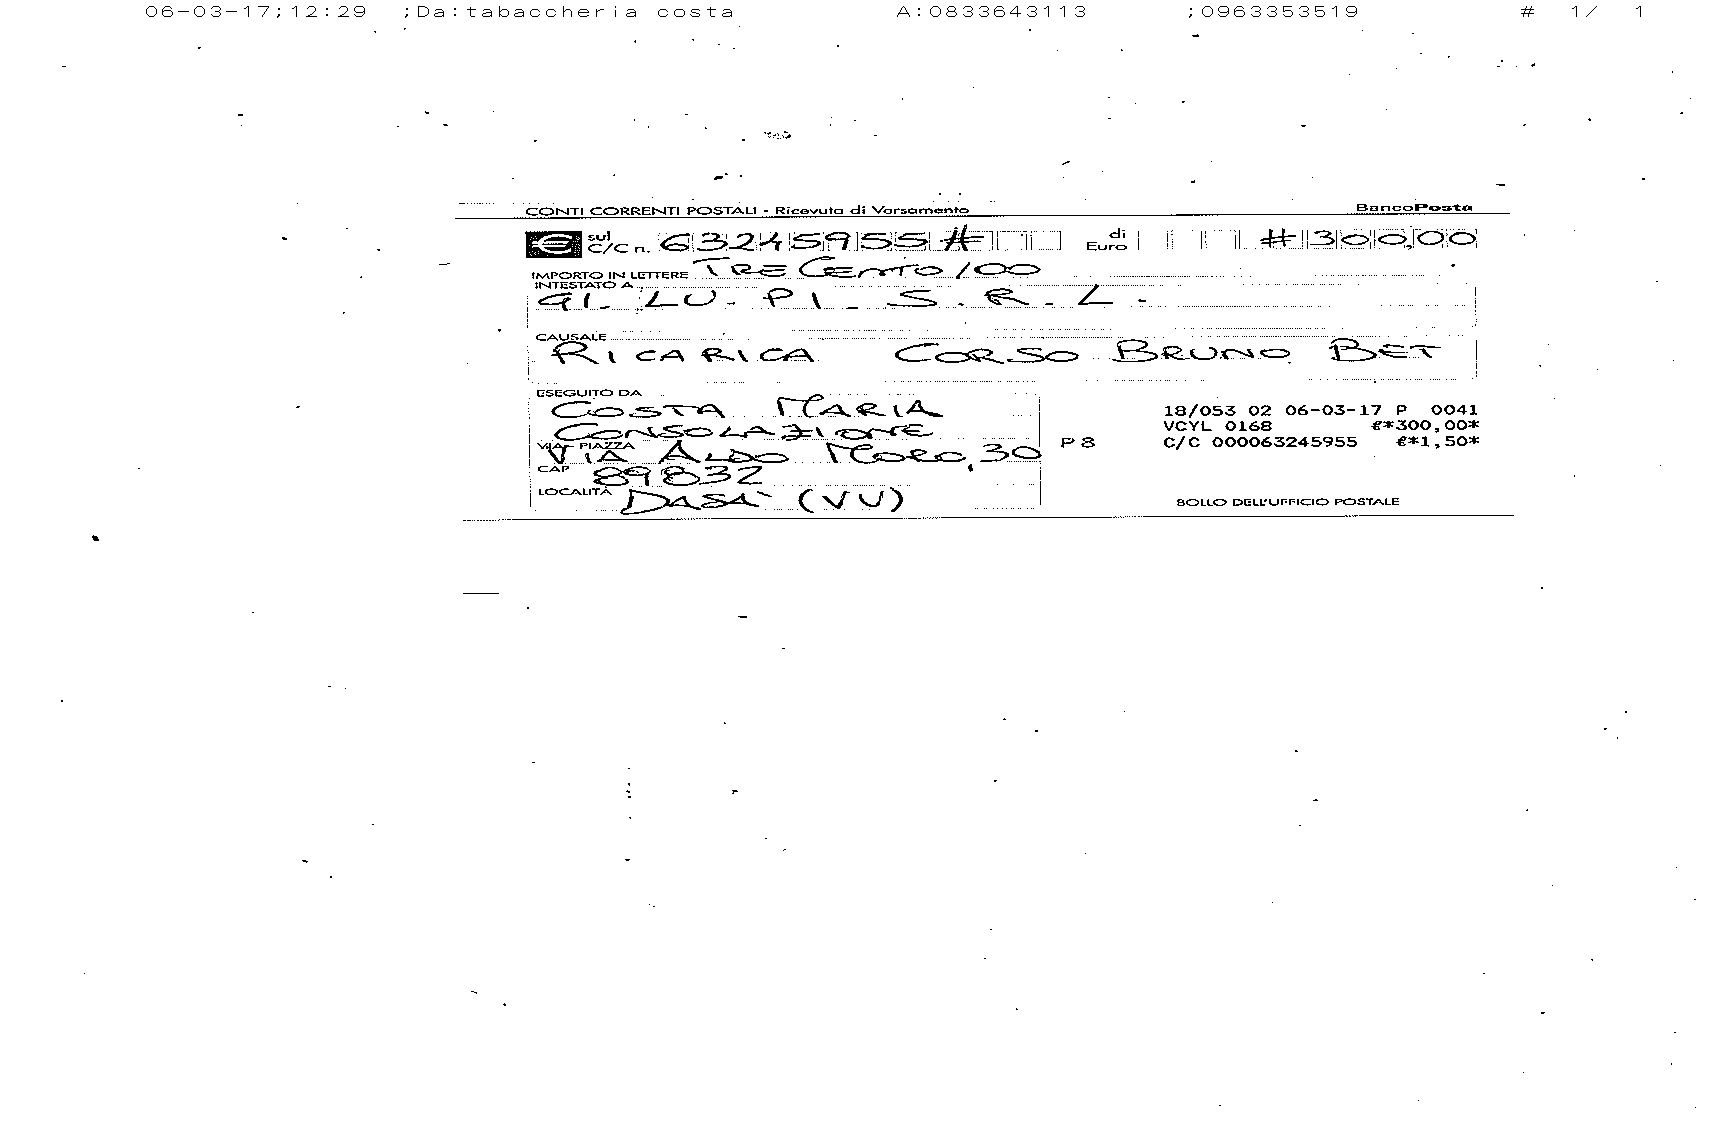 06-03-17;12:29 ;Da:tabaccheria costa A:0833643113 ;0963353519 # 1/ 1
CONTI CORRENTI POSTALI - Ricevuta di Versamento BancoPosta
€ sul C/C n. 63245955# di Euro #300,00
IMPORTO IN LETTERE TRECENTO/00
INTESTATO A
GI. LU. PI. S.R.L.
CAUSALE
RICARICA CORSO BRUNO BET
ESEGUITO DA
COSTA MARIA
CONSOLAZIONE
VIA - PIAZZA
VIA ALDO MORO, 30
CAP 89832
LOCALITÀ DASA' (VV)
18/053 02 06-03-17 P 0041
VCYL 0168 €*300,00*
P8 C/C 000063245955 €*1,50*
BOLLO DELL'UFFICIO POSTALE